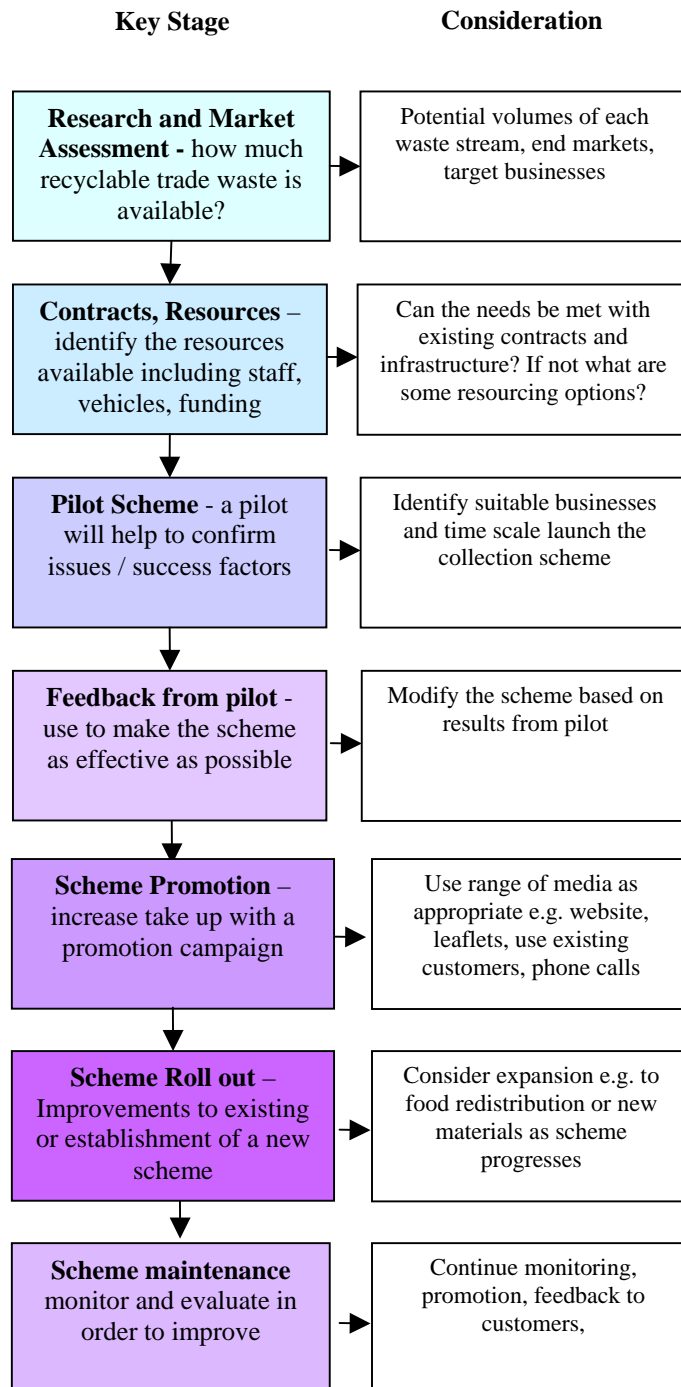 Key Stage
Consideration
Research and Market
Assessment - how much
recyclable trade waste is
available?
Potential volumes of each
waste stream, end markets,
target businesses
Contracts, Resources –
identify the resources
available including staff,
vehicles, funding
Can the needs be met with
existing contracts and
infrastructure? If not what are
some resourcing options?
Pilot Scheme - a pilot
will help to confirm
issues / success factors
Identify suitable businesses
and time scale launch the
collection scheme
Feedback from pilot -
use to make the scheme
as effective as possible
Modify the scheme based on
results from pilot
Scheme Promotion –
increase take up with a
promotion campaign
Use range of media as
appropriate e.g. website,
leaflets, use existing
customers, phone calls
Scheme Roll out –
Improvements to existing
or establishment of a new
scheme
Consider expansion e.g. to
food redistribution or new
materials as scheme
progresses
Scheme maintenance
monitor and evaluate in
order to improve
Continue monitoring,
promotion, feedback to
customers,